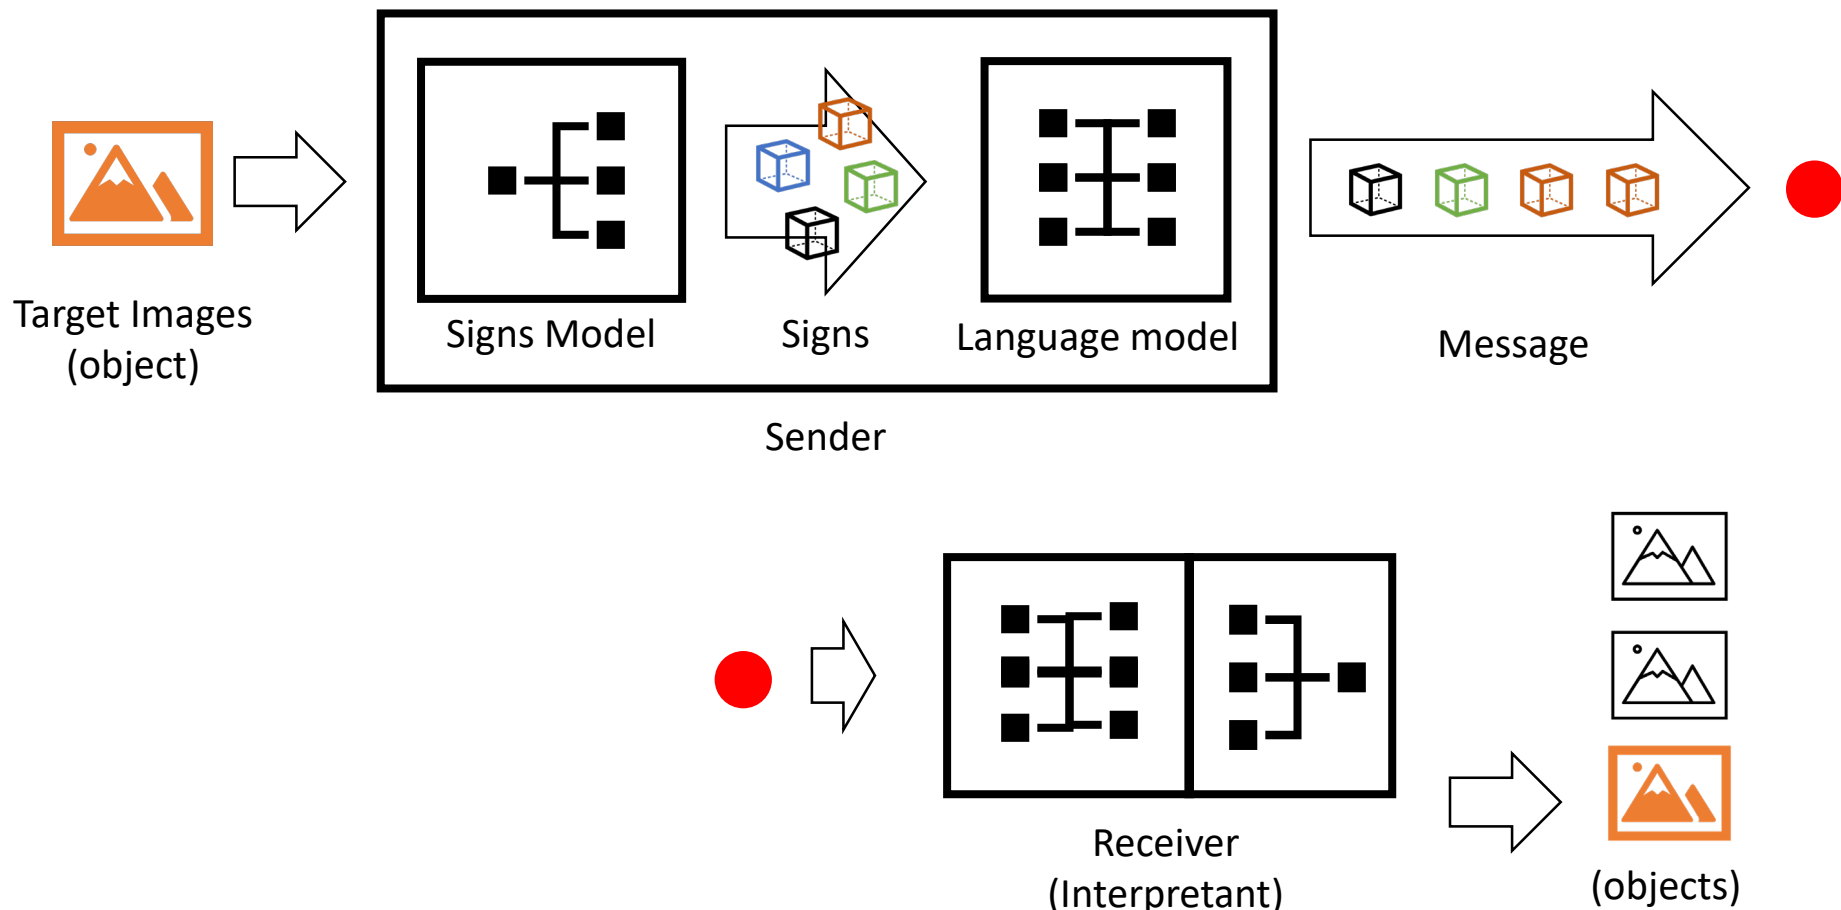 Target Images
(object)
Signs Model
Signs
Language model
Message
Sender
Receiver
(Interpretant)
(objects)